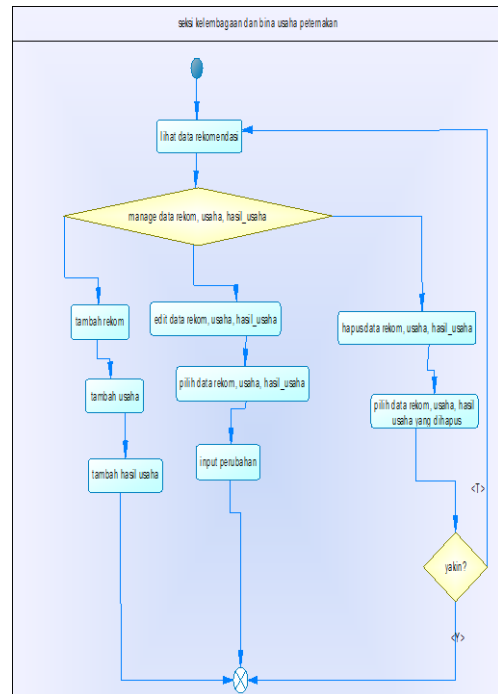 seksi kelembagaan dan bina usaha peternakan
lihat data rekomendasi
manage data rekom, usaha, hasil_usaha
tambah rekom
edit data rekom, usaha, hasil_usaha
hapus data rekom, usaha, hasil_usaha
pilih data rekom, usaha, hasil_usaha
tambah usaha
pilih data rekom, usaha, hasil
usaha yang dihapus
tambah hasil usaha
input perubahan
<T>
yakin?
<Y>